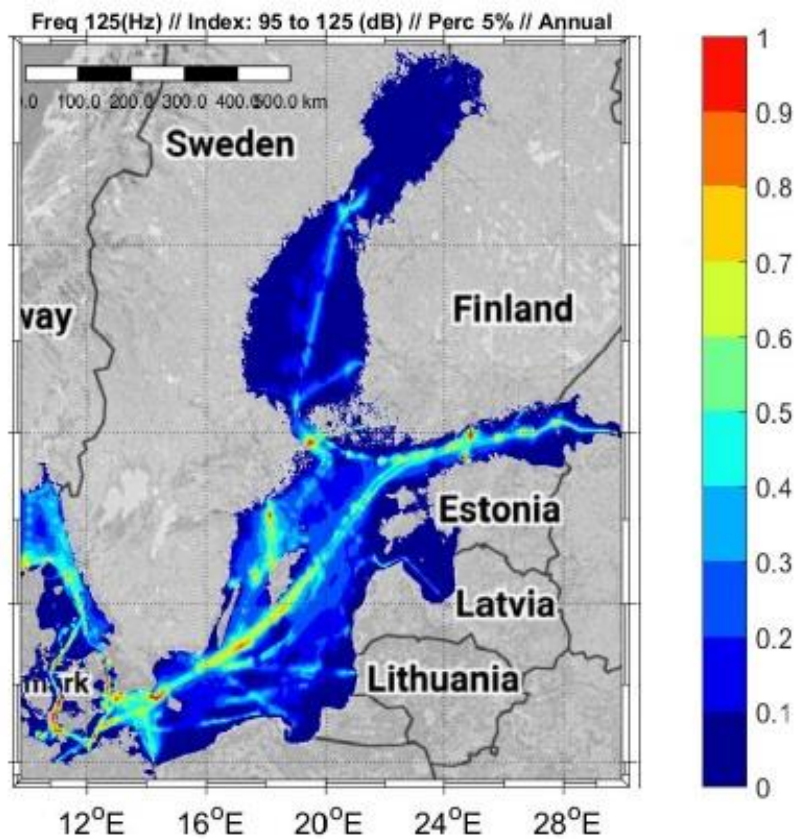 Freq 125(Hz) // Index: 95 to 125 (dB) // Perc 5% // Annual
.0 100.0 200.0 300.0 400.0 500.0 km
Sweden
Finland
way
Estonia
Latvia
Lithuania
mark
12°E 16°E 20°E 24°E 28°E
1
0.9
0.8
0.7
0.6
0.5
0.4
0.3
0.2
0.1
0